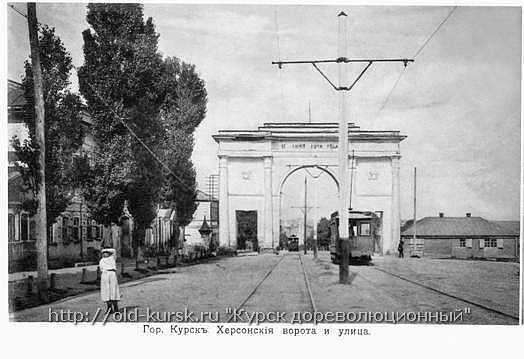 Гор. Курскъ. Херсонскія ворота и улица.
http://old-kursk.ru "Курск дореволюционный"